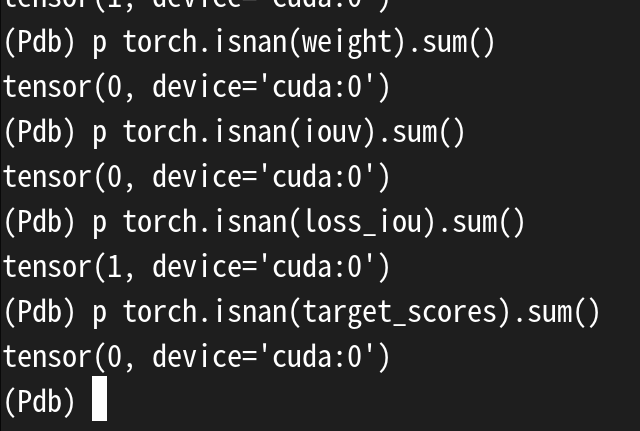 tensor(1, device='cuda:0')
(Pdb) p torch.isnan(weight).sum()
tensor(0, device='cuda:0')
(Pdb) p torch.isnan(iouv).sum()
tensor(0, device='cuda:0')
(Pdb) p torch.isnan(loss_iou).sum()
tensor(1, device='cuda:0')
(Pdb) p torch.isnan(target_scores).sum()
tensor(0, device='cuda:0')
(Pdb)